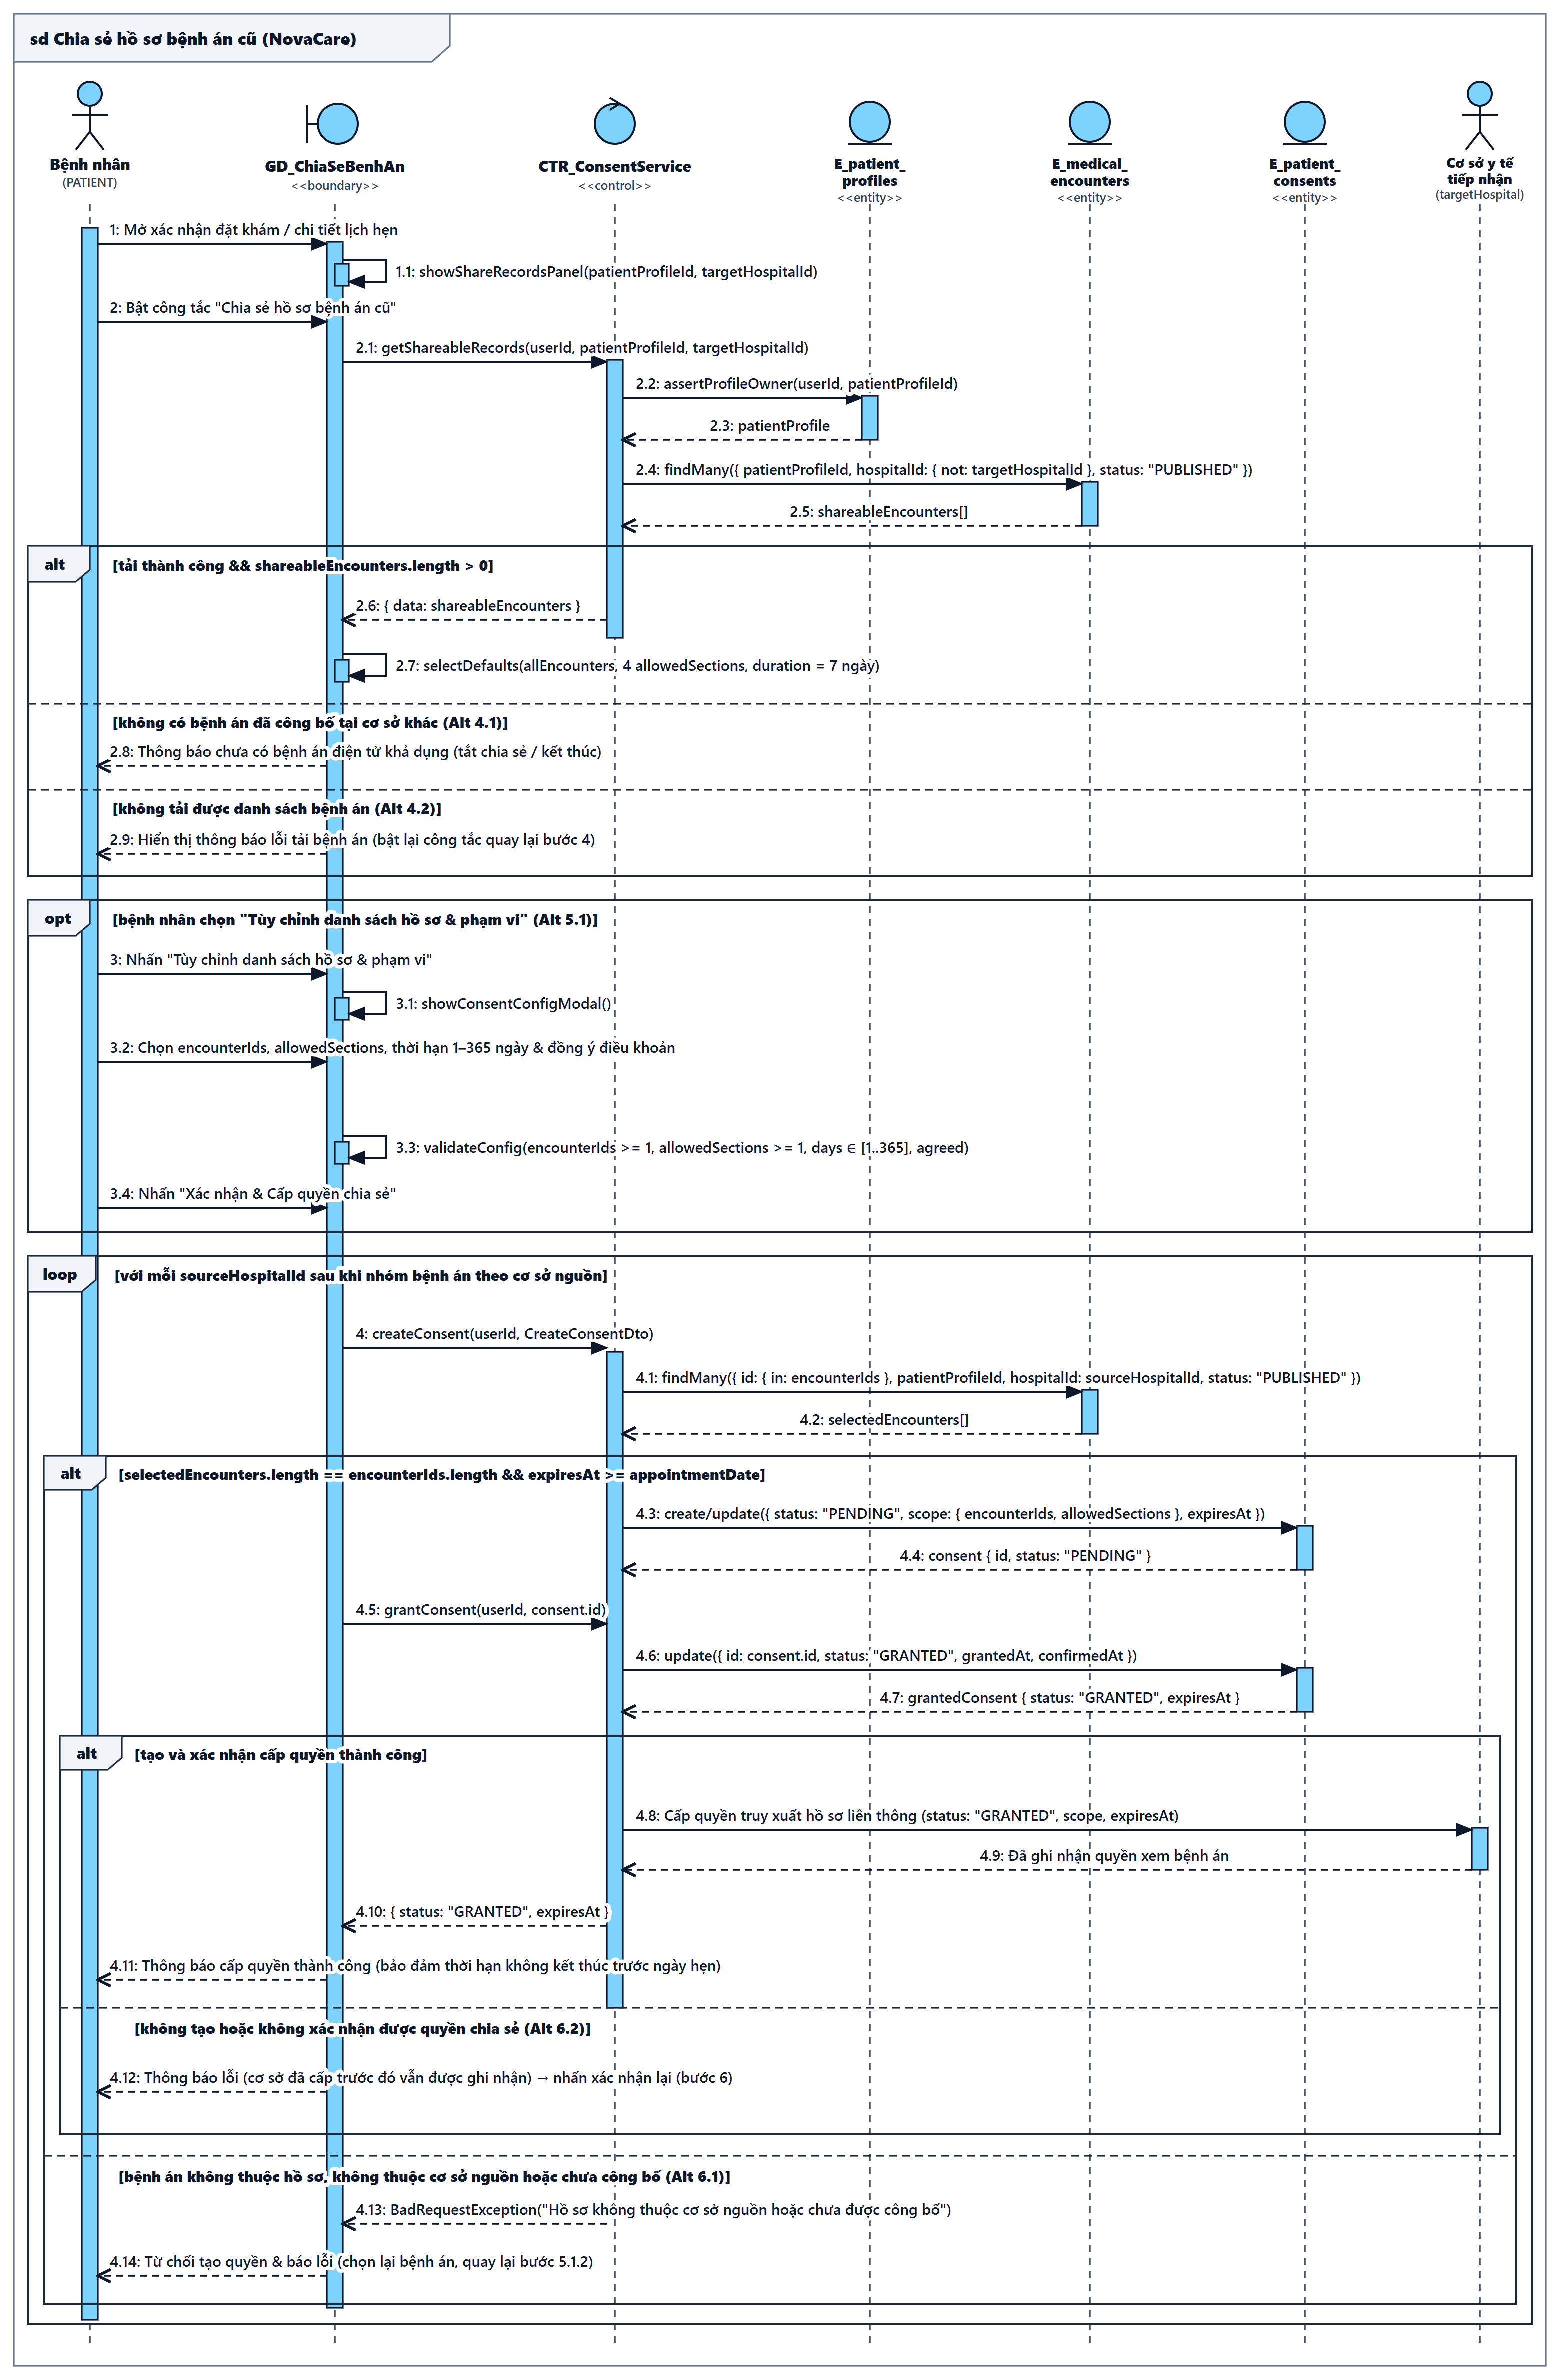 sd Chia sẻ hồ sơ bệnh án cũ (NovaCare)
Bệnh nhân
(PATIENT)
GD_ChiaSeBenhAn
<<boundary>>
CTR_ConsentService
<<control>>
E_patient_
profiles
<<entity>>
E_medical_
encounters
<<entity>>
E_patient_
consents
<<entity>>
Cơ sở y tế
tiếp nhận
(targetHospital)
1: Mở xác nhận đặt khám / chi tiết lịch hẹn
1.1: showShareRecordsPanel(patientProfileId, targetHospitalId)
2: Bật công tắc "Chia sẻ hồ sơ bệnh án cũ"
2.1: getShareableRecords(userId, patientProfileId, targetHospitalId)
2.2: assertProfileOwner(userId, patientProfileId)
2.3: patientProfile
2.4: findMany({ patientProfileId, hospitalId: { not: targetHospitalId }, status: "PUBLISHED" })
2.5: shareableEncounters[]
alt
[tải thành công && shareableEncounters.length > 0]
2.6: { data: shareableEncounters }
2.7: selectDefaults(allEncounters, 4 allowedSections, duration = 7 ngày)
[không có bệnh án đã công bố tại cơ sở khác (Alt 4.1)]
2.8: Thông báo chưa có bệnh án điện tử khả dụng (tắt chia sẻ / kết thúc)
[không tải được danh sách bệnh án (Alt 4.2)]
2.9: Hiển thị thông báo lỗi tải bệnh án (bật lại công tắc quay lại bước 4)
opt
[bệnh nhân chọn "Tùy chỉnh danh sách hồ sơ & phạm vi" (Alt 5.1)]
3: Nhấn "Tùy chỉnh danh sách hồ sơ & phạm vi"
3.1: showConsentConfigModal()
3.2: Chọn encounterIds, allowedSections, thời hạn 1–365 ngày & đồng ý điều khoản
3.3: validateConfig(encounterIds >= 1, allowedSections >= 1, days ∈ [1..365], agreed)
3.4: Nhấn "Xác nhận & Cấp quyền chia sẻ"
loop
[với mỗi sourceHospitalId sau khi nhóm bệnh án theo cơ sở nguồn]
4: createConsent(userId, CreateConsentDto)
4.1: findMany({ id: { in: encounterIds }, patientProfileId, hospitalId: sourceHospitalId, status: "PUBLISHED" })
4.2: selectedEncounters[]
alt
[selectedEncounters.length == encounterIds.length && expiresAt >= appointmentDate]
4.3: create/update({ status: "PENDING", scope: { encounterIds, allowedSections }, expiresAt })
4.4: consent { id, status: "PENDING" }
4.5: grantConsent(userId, consent.id)
4.6: update({ id: consent.id, status: "GRANTED", grantedAt, confirmedAt })
4.7: grantedConsent { status: "GRANTED", expiresAt }
alt
[tạo và xác nhận cấp quyền thành công]
4.8: Cấp quyền truy xuất hồ sơ liên thông (status: "GRANTED", scope, expiresAt)
4.9: Đã ghi nhận quyền xem bệnh án
4.10: { status: "GRANTED", expiresAt }
4.11: Thông báo cấp quyền thành công (bảo đảm thời hạn không kết thúc trước ngày hẹn)
[không tạo hoặc không xác nhận được quyền chia sẻ (Alt 6.2)]
4.12: Thông báo lỗi (cơ sở đã cấp trước đó vẫn được ghi nhận) → nhấn xác nhận lại (bước 6)
[bệnh án không thuộc hồ sơ, không thuộc cơ sở nguồn hoặc chưa công bố (Alt 6.1)]
4.13: BadRequestException("Hồ sơ không thuộc cơ sở nguồn hoặc chưa được công bố")
4.14: Từ chối tạo quyền & báo lỗi (chọn lại bệnh án, quay lại bước 5.1.2)